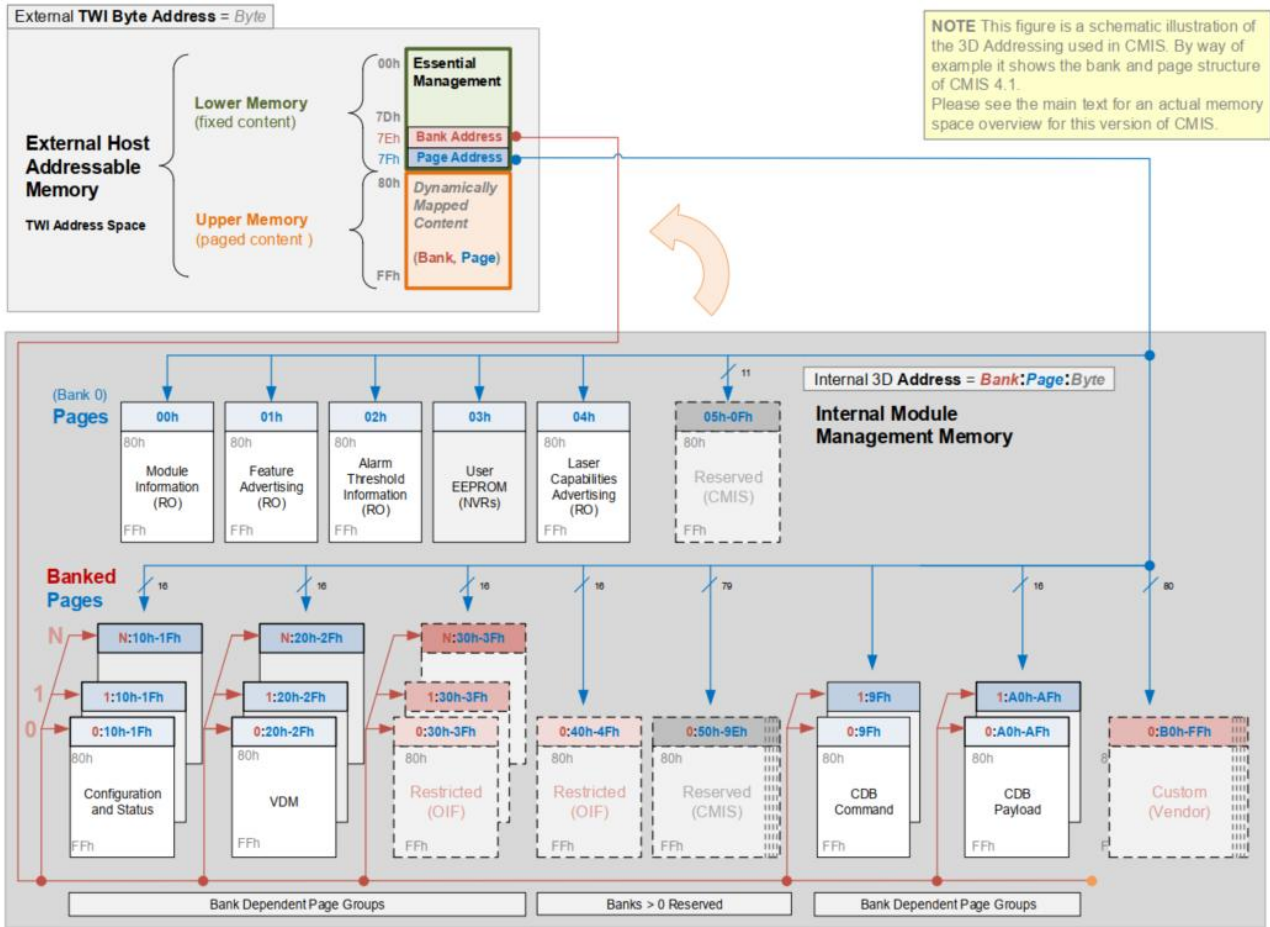 External TWI Byte Address = Byte
NOTE This figure is a schematic illustration of
the 3D Addressing used in CMIS. By way of
example it shows the bank and page structure
of CMIS 4.1.
Please see the main text for an actual memory
space overview for this version of CMIS.
External Host
Addressable
Memory
TWI Address Space
Lower Memory
(fixed content)
Upper Memory
(paged content )
00h
7Dh
7Eh
7Fh
80h
FFh
Essential
Management
Bank Address
Page Address
Dynamically
Mapped
Content
(Bank, Page)
Internal 3D Address = Bank:Page:Byte
Internal Module
Management Memory
(Bank 0)
Pages
00h
80h
Module
Information
(RO)
FFh
01h
80h
Feature
Advertising
(RO)
FFh
02h
80h
Alarm
Threshold
Information
(RO)
FFh
03h
User
EEPROM
(NVRs)
04h
80h
Laser
Capabilities
Advertising
(RO)
FFh
11
05h-0Fh
80h
Reserved
(CMIS)
FFh
Banked
Pages
N
1
0
16
N:10h-1Fh
1:10h-1Fh
0:10h-1Fh
80h
Configuration
and Status
FFh
16
N:20h-2Fh
1:20h-2Fh
0:20h-2Fh
80h
VDM
FFh
16
N:30h-3Fh
1:30h-3Fh
0:30h-3Fh
80h
Restricted
(OIF)
FFh
16
0:40h-4Fh
80h
Restricted
(OIF)
FFh
79
0:50h-9Eh
80h
Reserved
(CMIS)
FFh
1:9Fh
0:9Fh
80h
CDB
Command
FFh
16
1:A0h-AFh
0:A0h-AFh
80h
CDB
Payload
FFh
80
0:B0h-FFh
8
Custom
(Vendor)
F
Bank Dependent Page Groups
Banks > 0 Reserved
Bank Dependent Page Groups